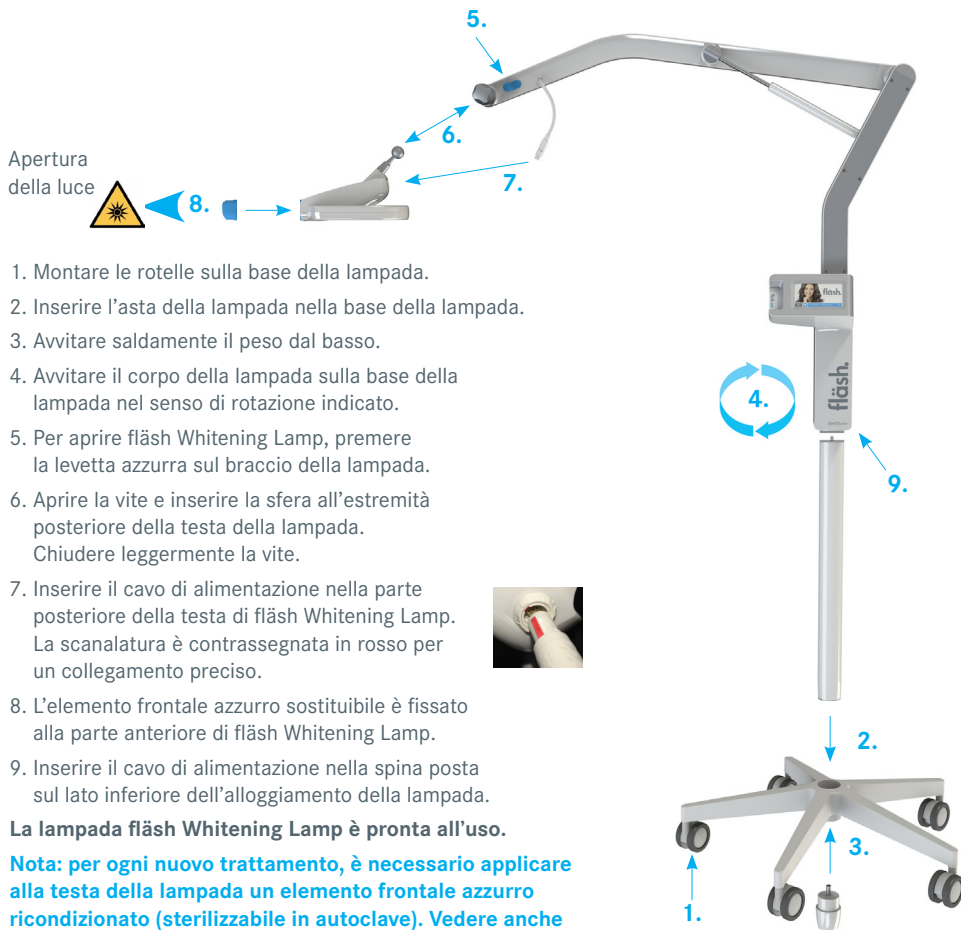 5.
6.
7.
Apertura
della luce
8.
1. Montare le rotelle sulla base della lampada.
2. Inserire l'asta della lampada nella base della lampada.
3. Avvitare saldamente il peso dal basso.
4. Avvitare il corpo della lampada sulla base della
lampada nel senso di rotazione indicato.
5. Per aprire fläsh Whitening Lamp, premere
la levetta azzurra sul braccio della lampada.
6. Aprire la vite e inserire la sfera all'estremità
posteriore della testa della lampada.
Chiudere leggermente la vite.
7. Inserire il cavo di alimentazione nella parte
posteriore della testa di fläsh Whitening Lamp.
La scanalatura è contrassegnata in rosso per
un collegamento preciso.
8. L'elemento frontale azzurro sostituibile è fissato
alla parte anteriore di fläsh Whitening Lamp.
9. Inserire il cavo di alimentazione nella spina posta
sul lato inferiore dell'alloggiamento della lampada.
La lampada fläsh Whitening Lamp è pronta all'uso.
Nota: per ogni nuovo trattamento, è necessario applicare
alla testa della lampada un elemento frontale azzurro
ricondizionato (sterilizzabile in autoclave). Vedere anche
fläsh.
fläsh.
4.
9.
2.
3.
1.